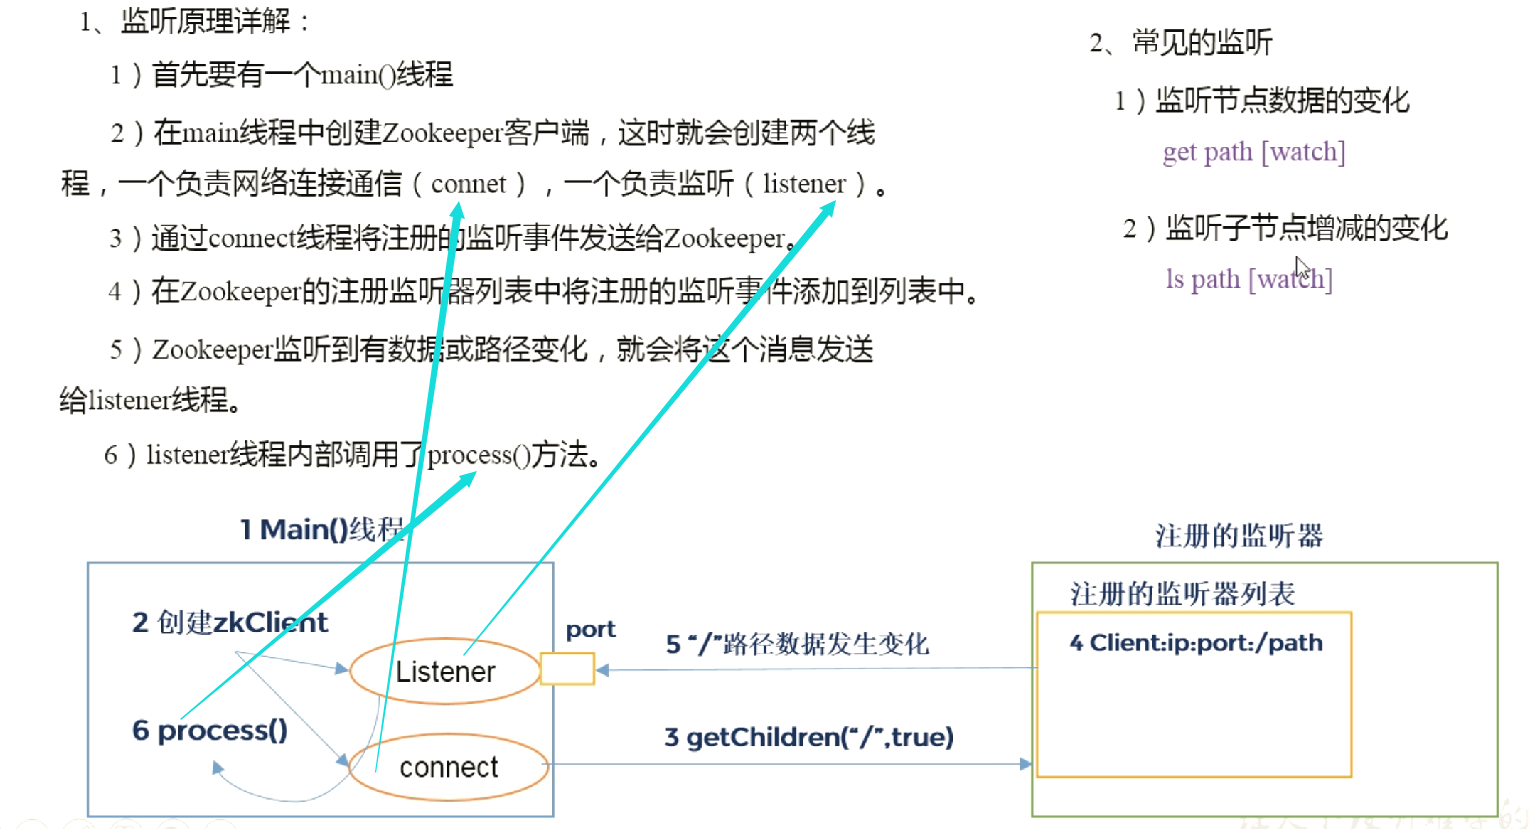 1、监听原理详解：
1）首先要有一个main()线程
2）在main线程中创建Zookeeper客户端，这时就会创建两个线
程，一个负责网络连接通信（connet），一个负责监听（listener）。
3）通过connect线程将注册的监听事件发送给Zookeeper。
4）在Zookeeper的注册监听器列表中将注册的监听事件添加到列表中。
5）Zookeeper监听到有数据或路径变化，就会将这个消息发送
给listener线程。
6）listener线程内部调用了process()方法。
2、常见的监听
1）监听节点数据的变化
get path [watch]
2）监听子节点增减的变化
ls path [watch]
1 Main()线程
2 创建zkClient
Listener
port
6 process()
connect
5 “/”路径数据发生变化
3 getChildren(“/”,true)
注册的监听器
注册的监听器列表
4 Client:ip:port:/path